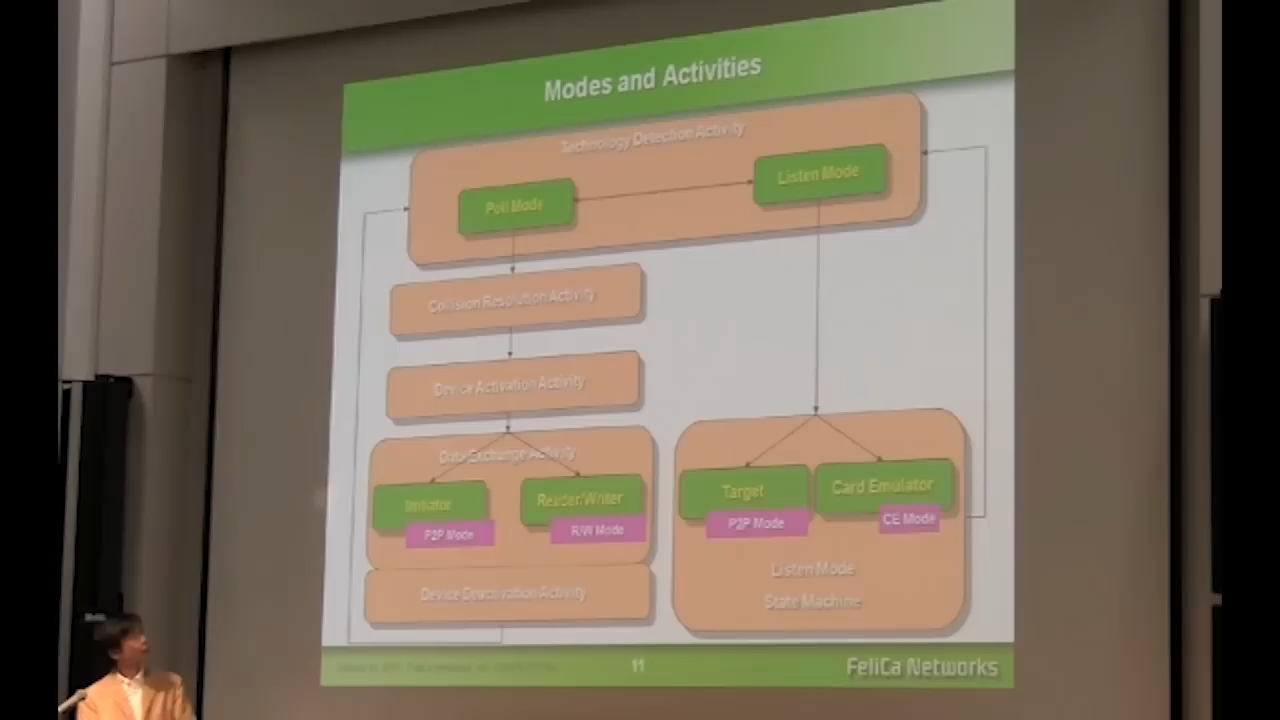 Modes and Activities
Technology Detection Activity
Poll Mode
Listen Mode
Collision Resolution Activity
Device Activation Activity
Data Exchange Activity
Initiator
P2P Mode
Reader/Writer
R/W Mode
Target
P2P Mode
Card Emulator
CE Mode
Listen Mode
State Machine
Device Deactivation Activity
11
FeliCa Networks